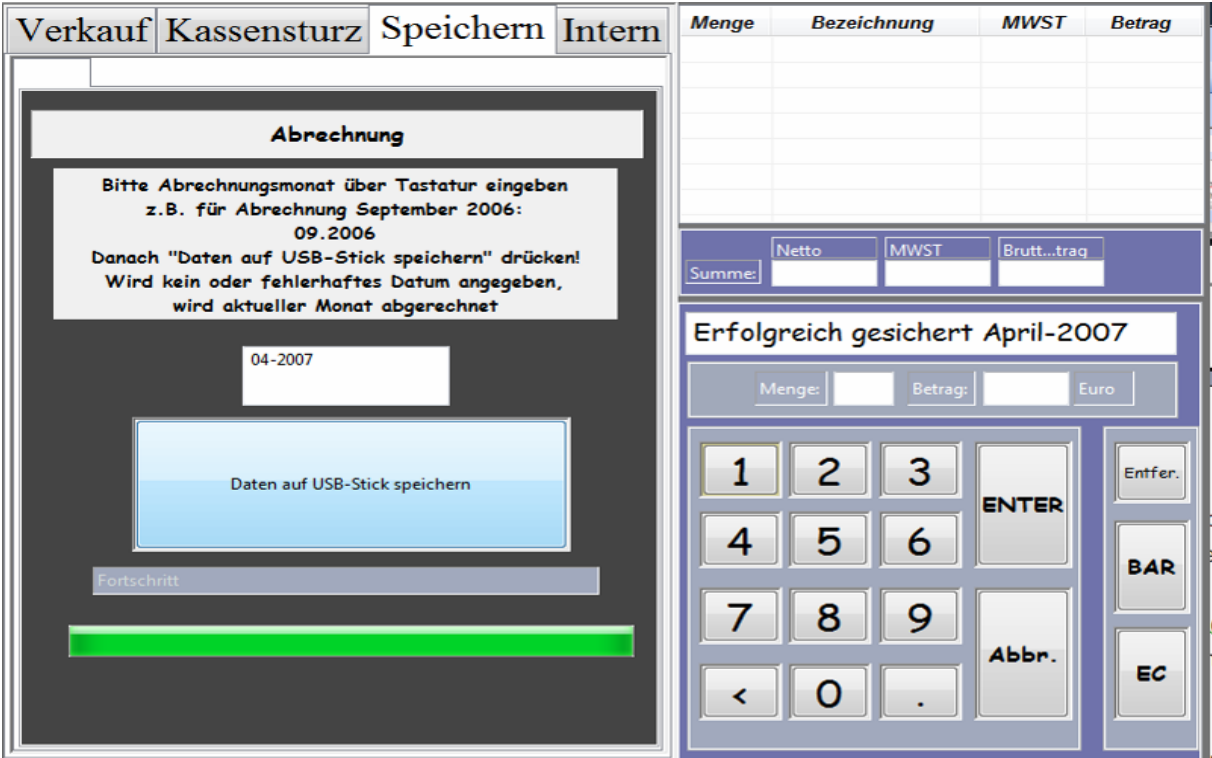 Verkauf Kassensturz Speichern Intern
Abrechnung
Bitte Abrechnungsmonat über Tastatur eingeben
z.B. für Abrechnung September 2006:
09.2006
Danach "Daten auf USB-Stick speichern" drücken!
Wird kein oder fehlerhaftes Datum angegeben,
wird aktueller Monat abgerechnet
04-2007
Daten auf USB-Stick speichern
Fortschritt
Menge Bezeichnung MWST Betrag
Netto MWST Brutt...trag
Summe:
Erfolgreich gesichert April-2007
Menge: Betrag: Euro
1 2 3 ENTER
4 5 6
7 8 9 Abbr.
< 0 .
Entfer.
BAR
EC